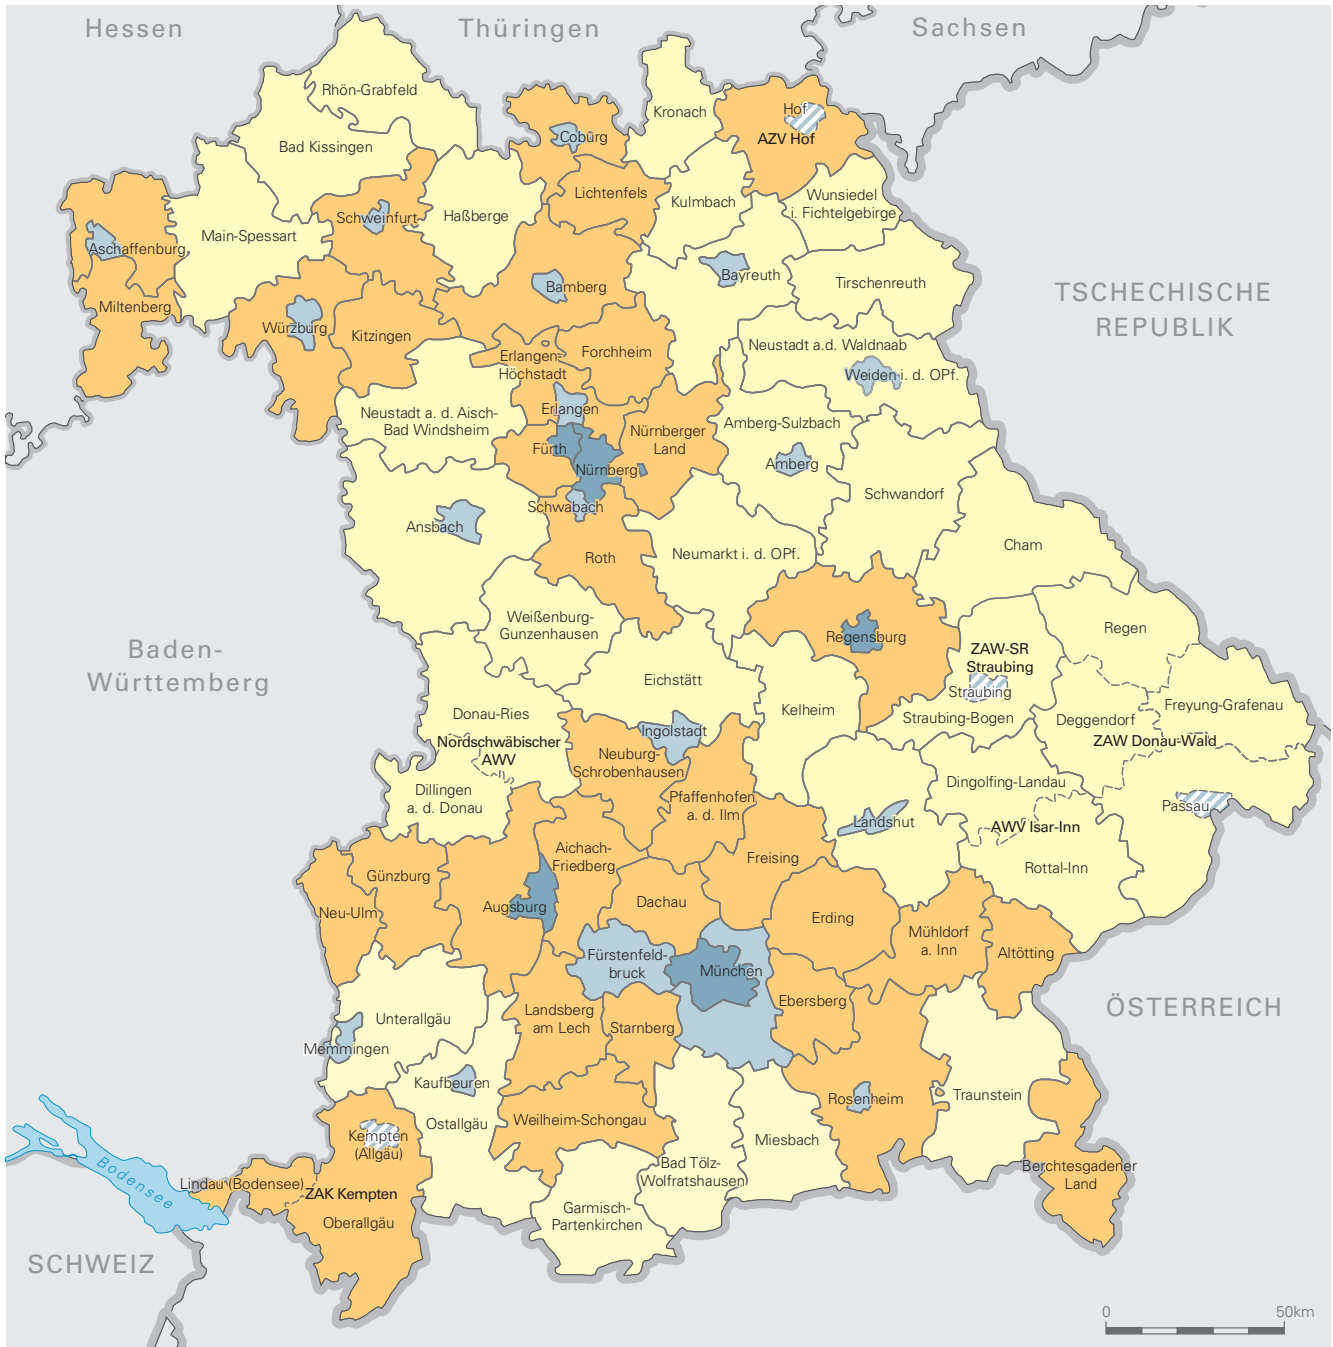 Hessen
Thüringen
Sachsen
Rhön-Grabfeld
Kronach
Hof
AZV Hof
Coburg
Bad Kissingen
Lichtenfels
Kulmbach
Wunsiedel
i. Fichtelgebirge
Schweinfurt
Haßberge
Main-Spessart
Aschaffenburg
Bayreuth
Tirschenreuth
Bamberg
TSCHECHISCHE
REPUBLIK
Miltenberg
Würzburg
Kitzingen
Erlangen-
Höchstadt
Forchheim
Neustadt a.d. Waldnaab
Weiden i. d. OPf.
Neustadt a. d. Aisch-
Bad Windsheim
Erlangen
Nürnberger
Land
Amberg-Sulzbach
Fürth
Nürnberg
Amberg
Schwandorf
Schwabach
Ansbach
Roth
Neumarkt i. d. OPf.
Cham
Weißenburg-
Gunzenhausen
Regensburg
Regen
Baden-
Württemberg
ZAW-SR
Straubing
Straubing
Eichstätt
Kelheim
Straubing-Bogen
Freyung-Grafenau
Deggendorf
ZAW Donau-Wald
Donau-Ries
Nordschwäbischer
AWV
Ingolstadt
Neuburg-
Schrobenhausen
Dingolfing-Landau
Dillingen
a. d. Donau
Pfaffenhofen
a. d. Ilm
Landshut
Passau
AWV Isar-Inn
Rottal-Inn
Aichach-
Friedberg
Freising
Günzburg
Neu-Ulm
Augsburg
Dachau
Erding
Mühldorf
a. Inn
Altötting
Fürstenfeld-
bruck
München
Ebersberg
Landsberg
am Lech
Starnberg
ÖSTERREICH
Unterallgäu
Memmingen
Kaufbeuren
Ostallgäu
Weilheim-Schongau
Rosenheim
Traunstein
Miesbach
Kempten
(Allgäu)
Bad Tölz-
Wolfratshausen
Berchtesgadener
Land
Bodensee
Lindau (Bodensee)
ZAK Kempten
Oberallgäu
Garmisch-
Partenkirchen
SCHWEIZ
0 50km